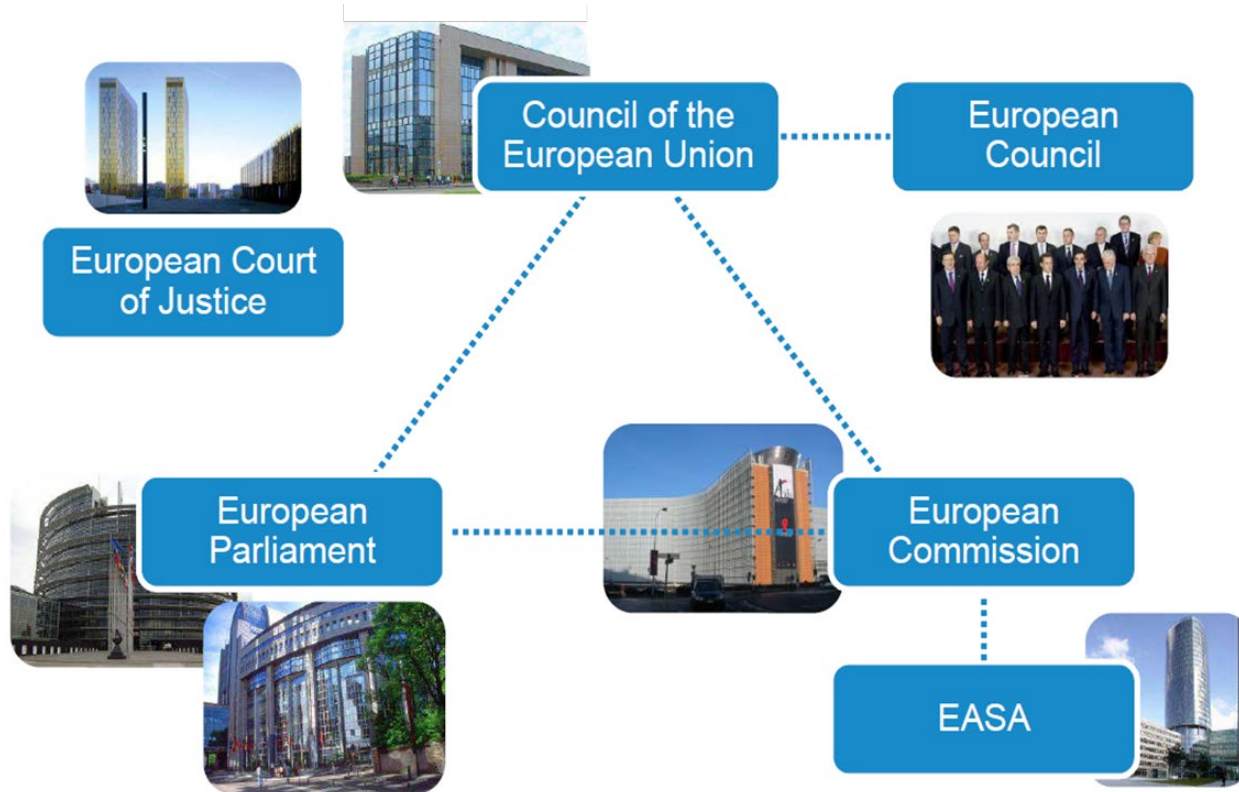 Council of the
European Union
European
Council
European Court
of Justice
European
Parliament
European
Commission
EASA